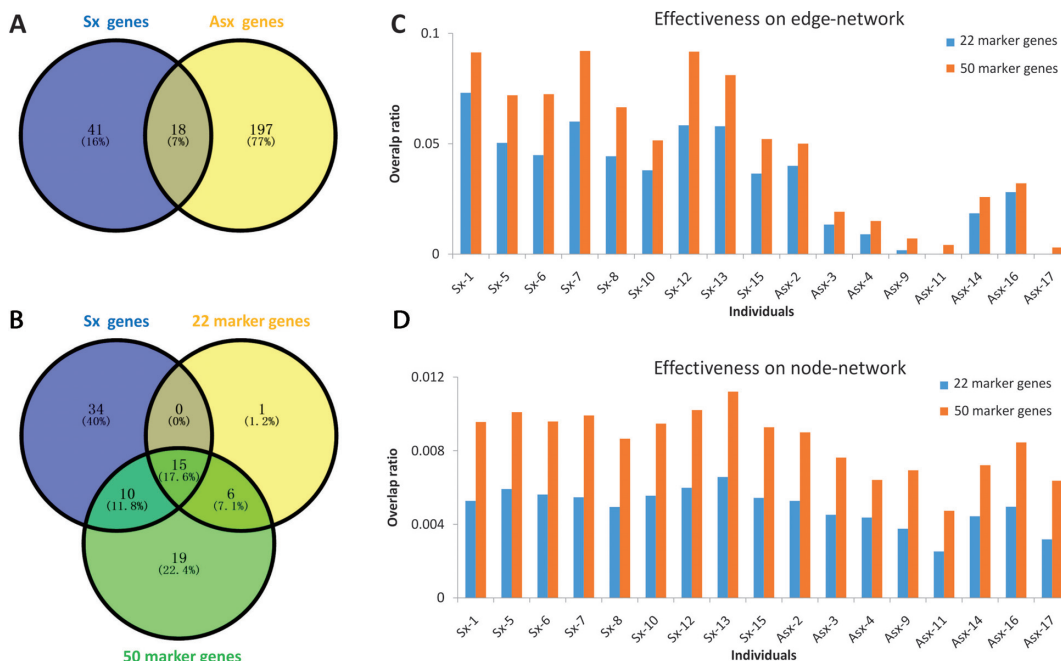 A
Sx genes
Asx genes
41
(16%)
18
(7%)
197
(77%)
B
Sx genes
22 marker genes
34
(40%)
0
(0%)
1
(1.2%)
15
(17.6%)
10
(11.8%)
6
(7.1%)
19
(22.4%)
50 marker genes
C
Effectiveness on edge-network
22 marker genes
50 marker genes
Overalp ratio
0.1
0.05
0
Sx-1
Sx-5
Sx-6
Sx-7
Sx-8
Sx-10
Sx-12
Sx-13
Sx-15
Asx-2
Asx-3
Asx-4
Asx-9
Asx-11
Asx-14
Asx-16
Asx-17
Individuals
D
Effectiveness on node-network
22 marker genes
50 marker genes
Overlap ratio
0.012
0.008
0.004
0
Sx-1
Sx-5
Sx-6
Sx-7
Sx-8
Sx-10
Sx-12
Sx-13
Sx-15
Asx-2
Asx-3
Asx-4
Asx-9
Asx-11
Asx-14
Asx-16
Asx-17
Individuals